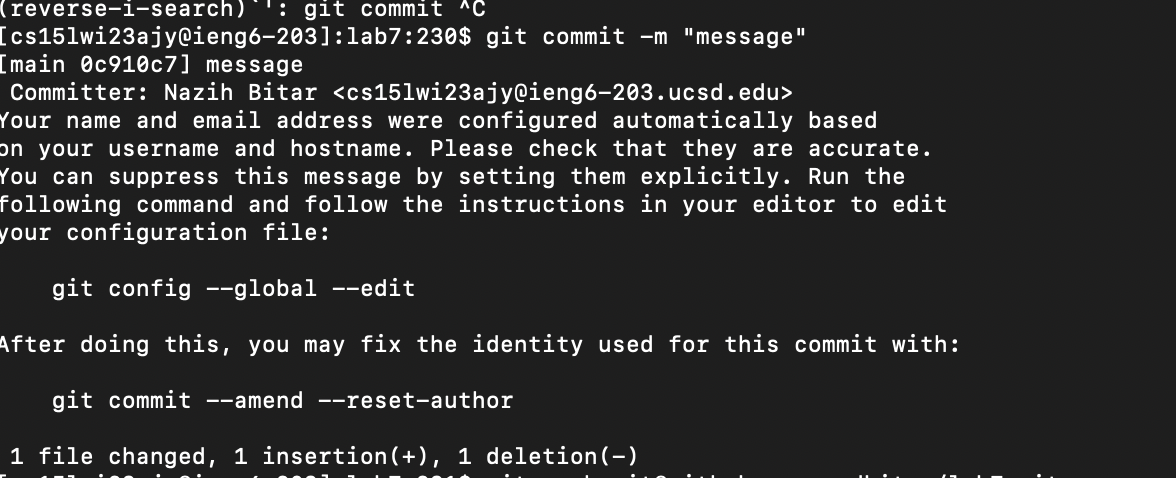 (reverse-i-search)`': git commit ^C
[cs15lwi23ajy@ieng6-203]:lab7:230$ git commit -m "message"
[main 0c910c7] message
Committer: Nazih Bitar <cs15lwi23ajy@ieng6-203.ucsd.edu>
Your name and email address were configured automatically based
on your username and hostname. Please check that they are accurate.
You can suppress this message by setting them explicitly. Run the
following command and follow the instructions in your editor to edit
your configuration file:
git config --global --edit
After doing this, you may fix the identity used for this commit with:
git commit --amend --reset-author
1 file changed, 1 insertion(+), 1 deletion(-)